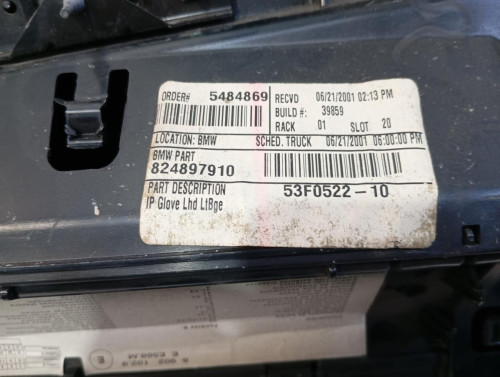 ORDER# 5484869 RECVD 06/21/2001 02:13 PM
BUILD #: 39859
RACK 01 SLOT 20
LOCATION: BMW SCHED. TRUCK 06/21/2001 06:00:00 PM
BMW PART
824897910
PART DESCRIPTION 53F0522-10
IP Glove Lhd LtBge